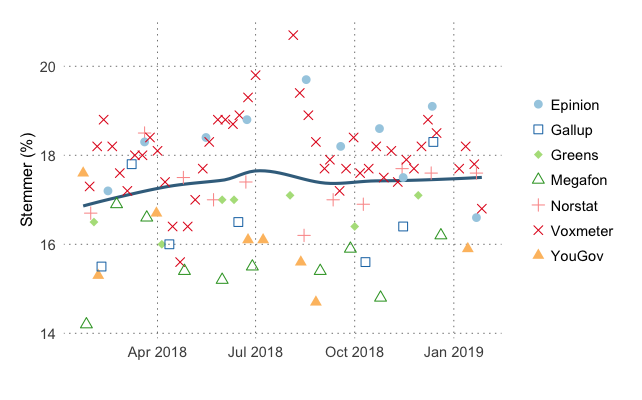 Stemmer (%)
20
18
16
14
Apr 2018
Jul 2018
Oct 2018
Jan 2019
Epinion
Gallup
Greens
Megafon
Norstat
Voxmeter
YouGov